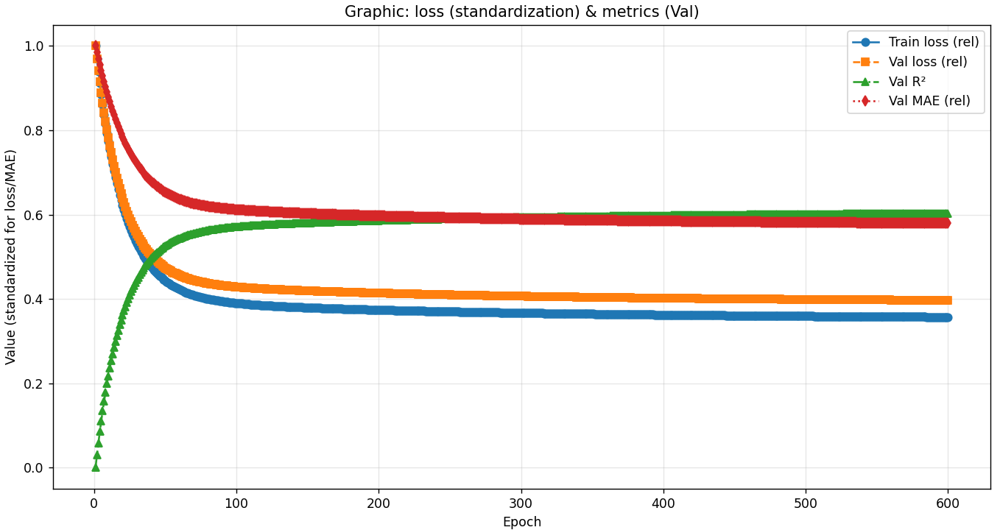 Graphic: loss (standardization) & metrics (Val)
Train loss (rel)
Val loss (rel)
Val R²
Val MAE (rel)
Value (standardized for loss/MAE)
1.0
0.8
0.6
0.4
0.2
0.0
0 100 200 300 400 500 600
Epoch